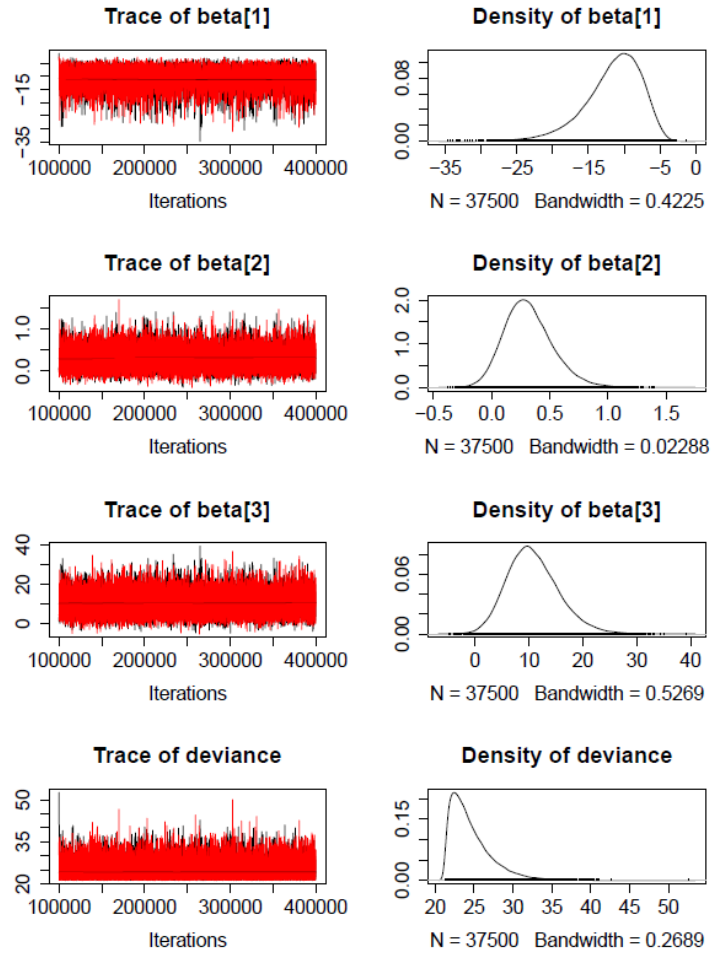 Trace of beta[1]
−35
−15
100000 200000 300000 400000
Iterations
Density of beta[1]
0.00
0.08
−35 −25 −15 −5 0
N = 37500 Bandwidth = 0.4225
Trace of beta[2]
0.0
1.0
100000 200000 300000 400000
Iterations
Density of beta[2]
0.0
1.0
2.0
−0.5 0.0 0.5 1.0 1.5
N = 37500 Bandwidth = 0.02288
Trace of beta[3]
0
20
40
100000 200000 300000 400000
Iterations
Density of beta[3]
0.00
0.06
0 10 20 30 40
N = 37500 Bandwidth = 0.5269
Trace of deviance
20
35
50
100000 200000 300000 400000
Iterations
Density of deviance
0.00
0.15
20 25 30 35 40 45 50
N = 37500 Bandwidth = 0.2689